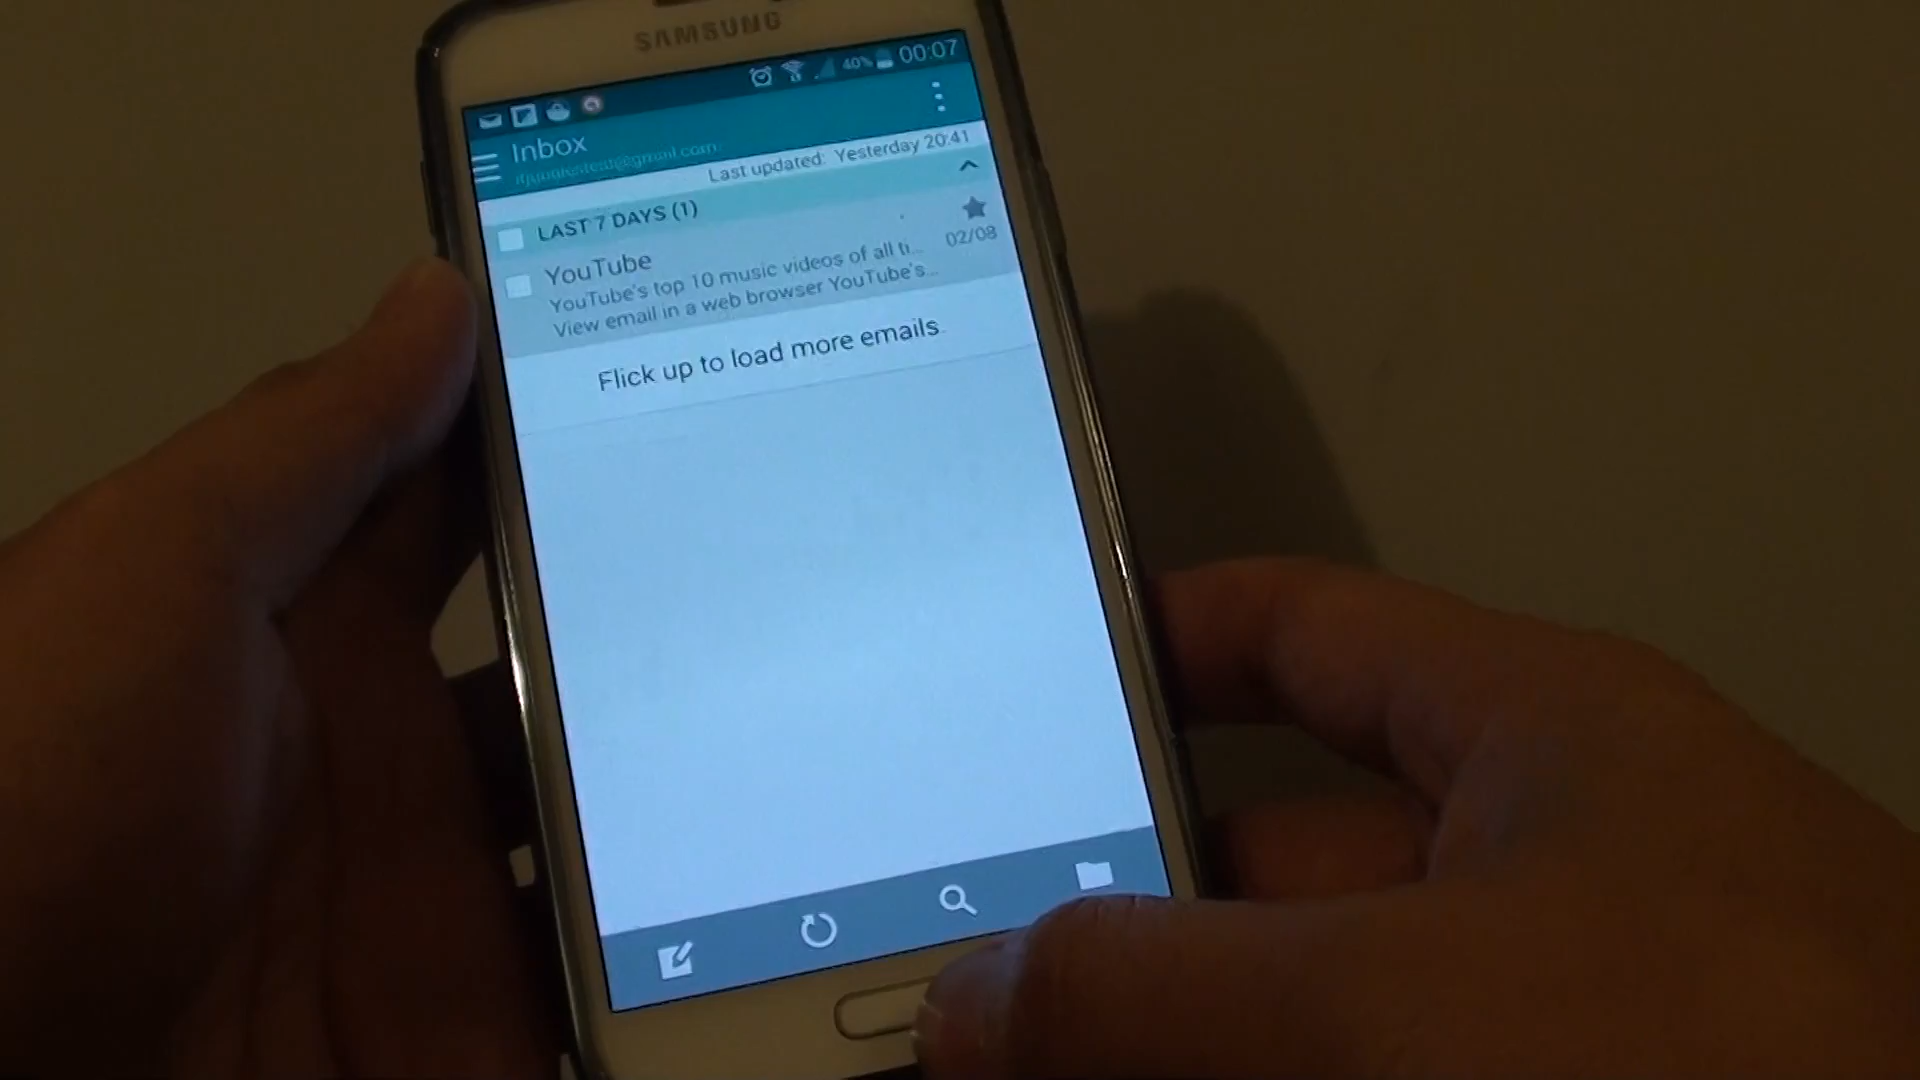 SAMSUNG
40% 00:07
Inbox
Last updated: Yesterday 20:41
LAST 7 DAYS (1)
YouTube
YouTube's top 10 music videos of all ti... 02/08
View email in a web browser YouTube's...
Flick up to load more emails.